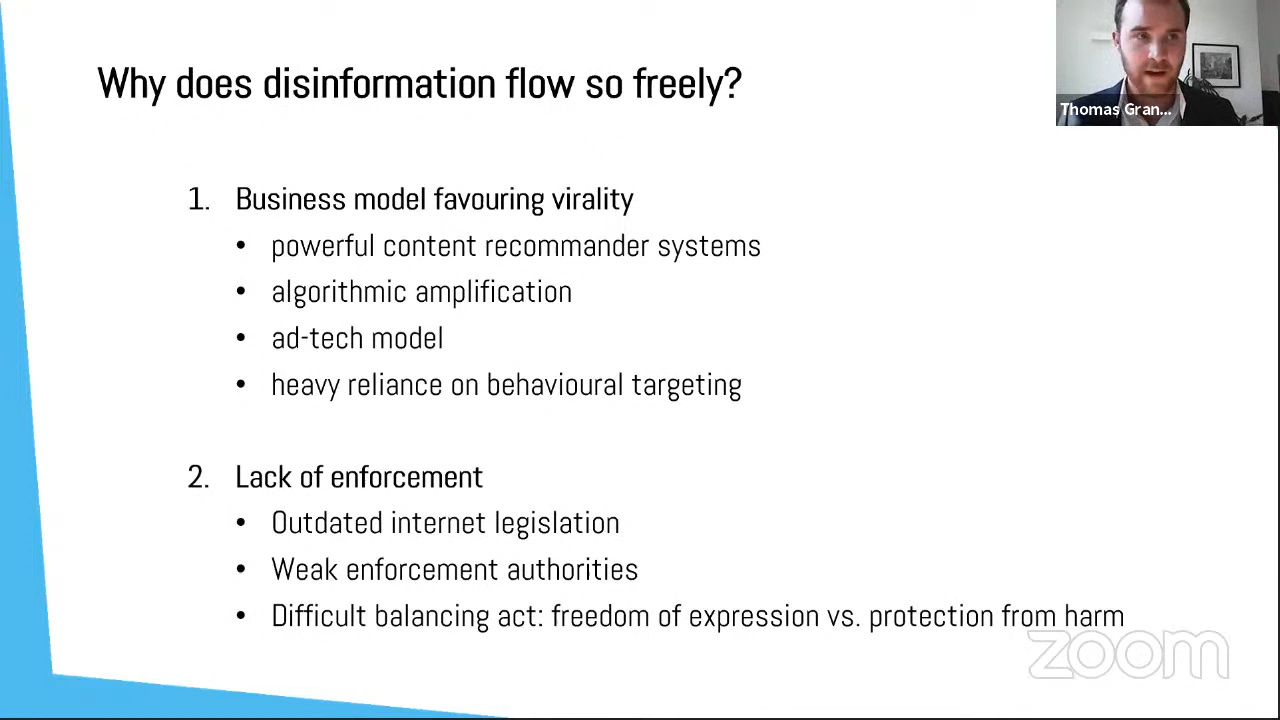 Why does disinformation flow so freely?
Thomas Gran...
1. Business model favouring virality
• powerful content recommander systems
• algorithmic amplification
• ad-tech model
• heavy reliance on behavioural targeting
2. Lack of enforcement
• Outdated internet legislation
• Weak enforcement authorities
• Difficult balancing act: freedom of expression vs. protection from harm
zoom